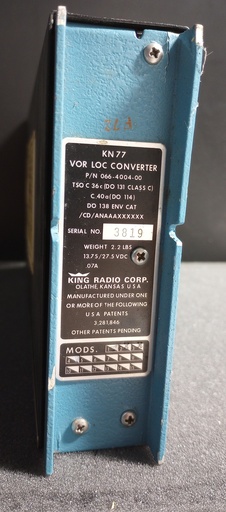 KN 77
VOR LOC CONVERTER
P/N 066-4004-00
TSO C 36c (DO 131 CLASS C)
C 40a (DO 114)
DO 138 ENV CAT
/CD/ANAAAXXXXXX
SERIAL NO. 3819
WEIGHT 2.2 LBS
13.75/27.5 VDC
.07A
KING RADIO CORP.
OLATHE, KANSAS U S A
MANUFACTURED UNDER ONE
OR MORE OF THE FOLLOWING
U S A PATENTS
3,281,846
OTHER PATENTS PENDING
MODS.